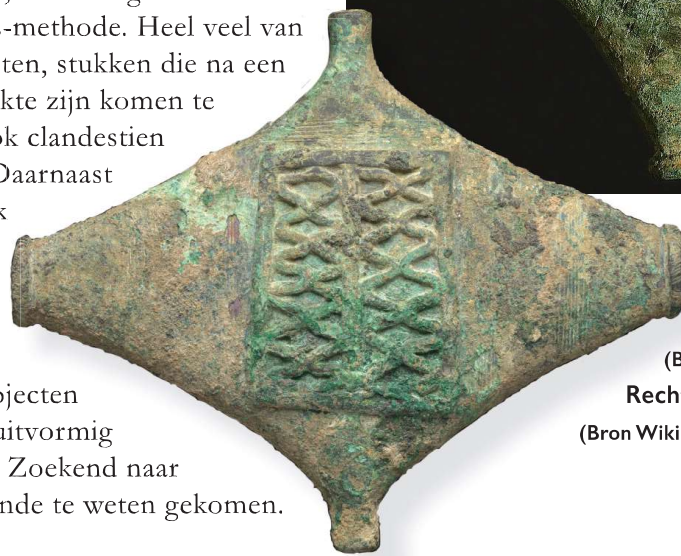 -methode. Heel veel van
ten, stukken die na een
kte zijn komen te
ok clandestien
Daarnaast
k
jecten
uitvormig
Zoekend naar
nde te weten gekomen.
(B
Rech
(Bron Wiki